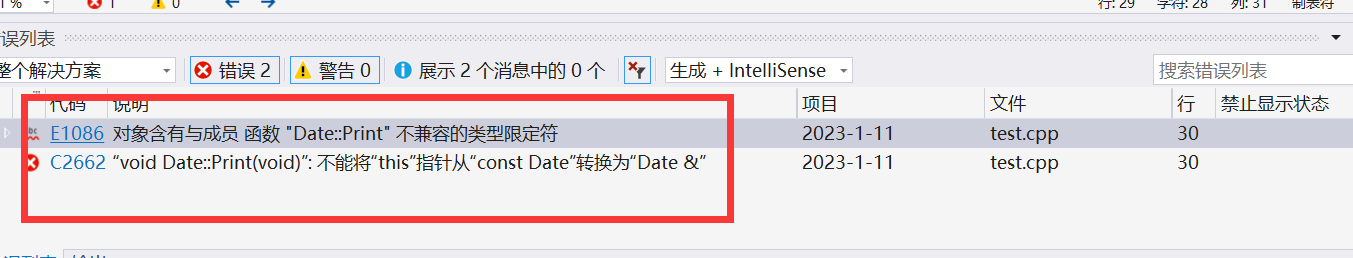 1 % 1 0 行: 29 字符: 28 列: 31 制表符
错误列表
整个解决方案 错误 2 警告 0 展示 2 个消息中的 0 个 生成 + IntelliSense 搜索错误列表
代码 说明 项目 文件 行 禁止显示状态
abc E1086 对象含有与成员 函数 "Date::Print" 不兼容的类型限定符 2023-1-11 test.cpp 30
C2662 “void Date::Print(void)”: 不能将“this”指针从“const Date”转换为“Date &” 2023-1-11 test.cpp 30